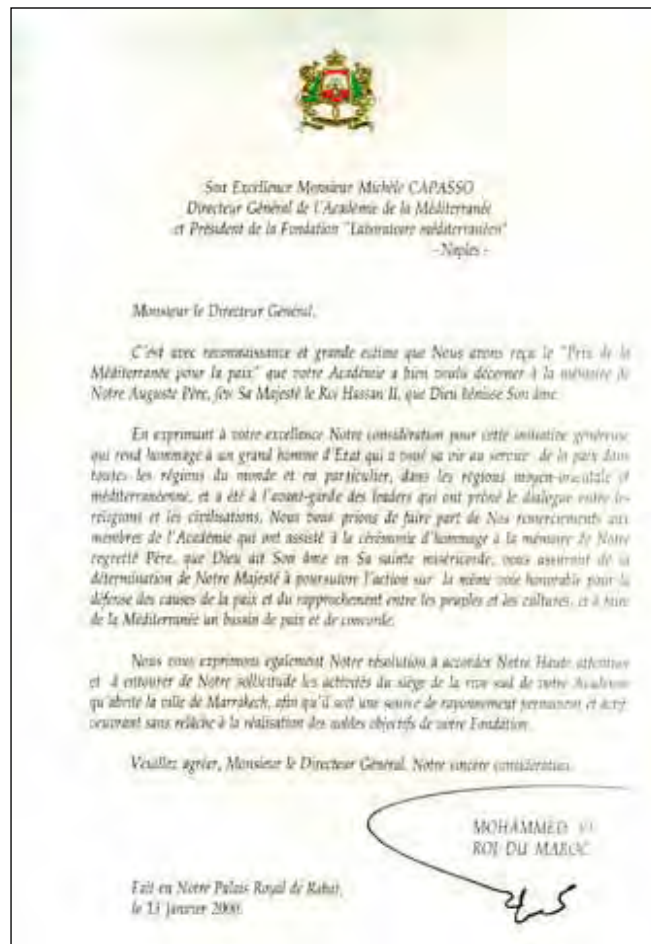 Son Excellence Monsieur Michèle CAPASSO
Directeur Général de l'Académie de la Méditerranée
et Président de la Fondation "Laboratoire méditerranéen"
- Naples -
Monsieur le Directeur Général,
C'est avec reconnaissance et grande estime que Nous avons reçu le "Prix de la
Méditerranée pour la paix" que votre Académie a bien voulu décerner à la mémoire de
Notre Auguste Père, feu Sa Majesté le Roi Hassan II, que Dieu bénisse Son âme.
En exprimant à votre excellence Notre considération pour cette initiative généreuse
qui rend hommage à un grand homme d'Etat qui a voué sa vie au service de la paix dans
toutes les régions du monde et en particulier, dans les régions moyen-orientale et
méditerranéenne, et a été à l'avant-garde des leaders qui ont prôné le dialogue entre les
religions et les civilisations, Nous vous prions de faire part de Nos remerciements aux
membres de l'Académie qui ont assisté à la cérémonie d'hommage à la mémoire de Notre
regretté Père, que Dieu ait Son âme en Sa sainte miséricorde, vous assurant de la
détermination de Notre Majesté à poursuivre l'action sur la même voie honorable pour la
défense des causes de la paix et du rapprochement entre les peuples et les cultures, et à faire
de la Méditerranée un bassin de paix et de concorde.
Nous vous exprimons également Notre résolution à accorder Notre Haute attention
et à entourer de Notre sollicitude les activités du siège de la rive sud de votre Académie
qu'abrite la ville de Marrakech, afin qu'il soit une source de rayonnement permanent et actif,
oeuvrant sans relâche à la réalisation des nobles objectifs de votre Fondation.
Veuillez agréer, Monsieur le Directeur Général, Notre sincère considération.
MOHAMMED VI
ROI DU MAROC
Fait en Notre Palais Royal de Rabat,
le 13 Janvier 2000.